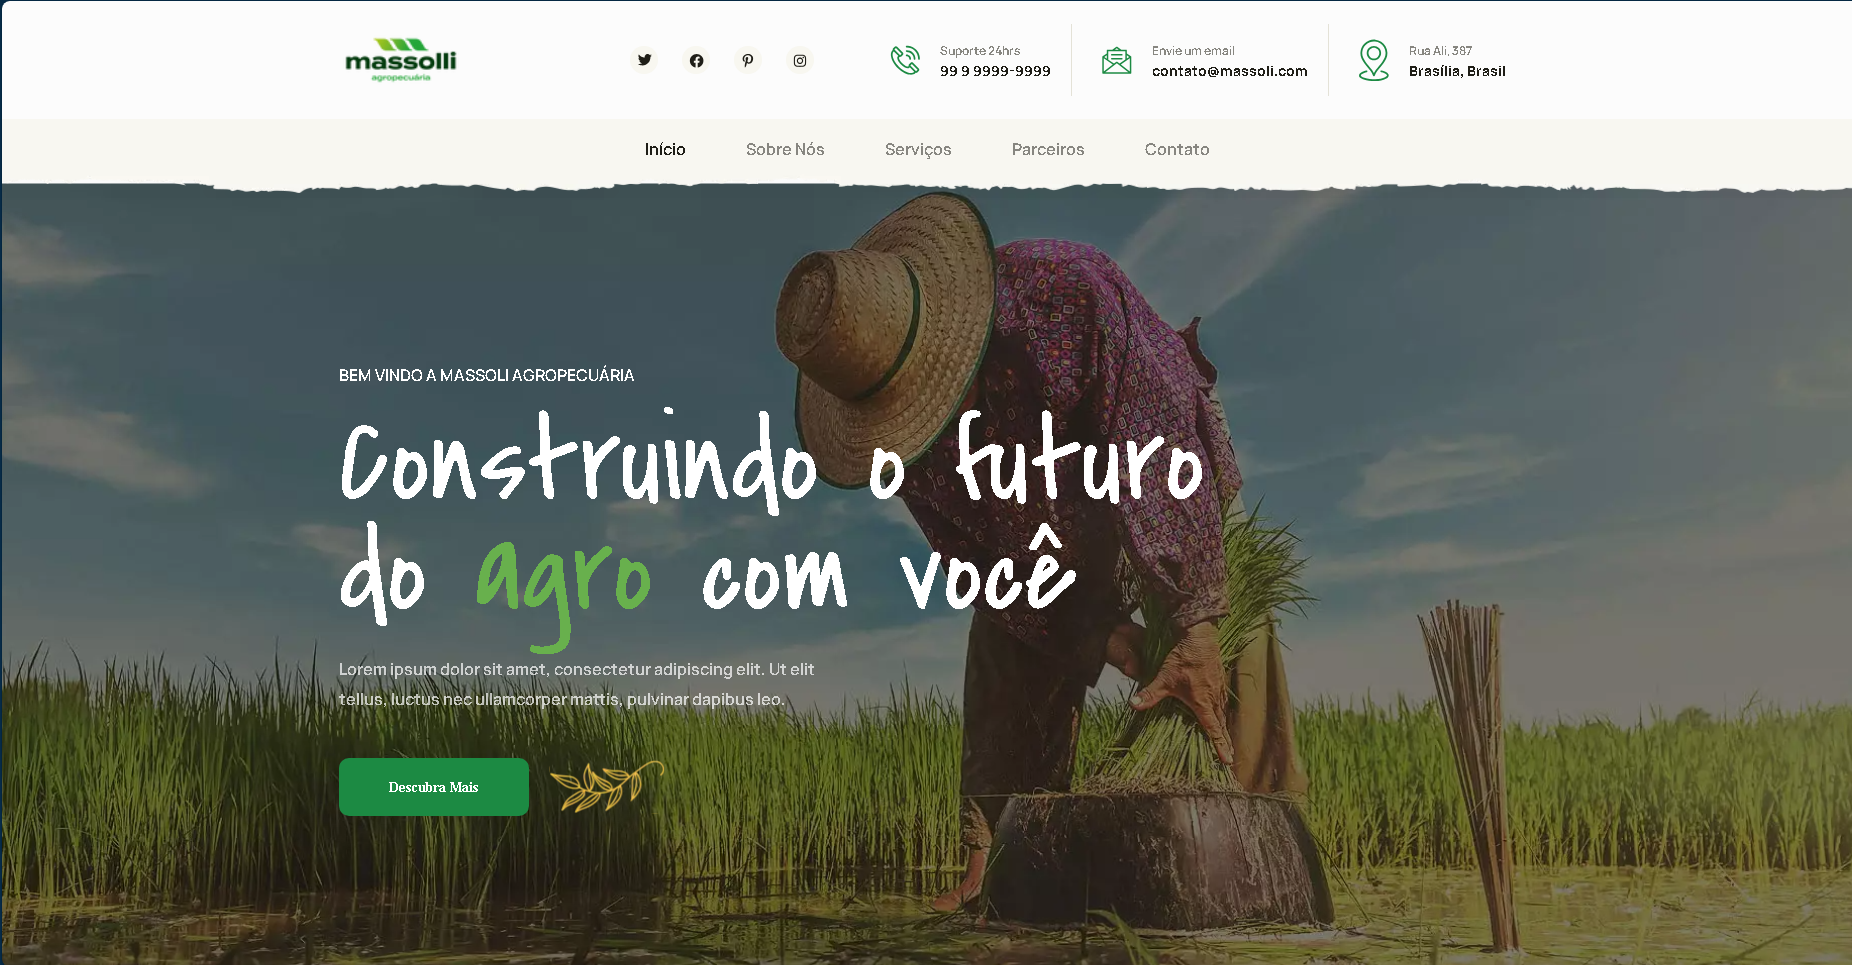 massolli
agropecuária
Suporte 24hrs
99 9 9999-9999
Envie um email
contato@massoli.com
Rua Ali, 387
Brasília, Brasil
Início
Sobre Nós
Serviços
Parceiros
Contato
BEM VINDO A MASSOLI AGROPECUÁRIA
Construindo o futuro
do agro com você
Lorem ipsum dolor sit amet, consectetur adipiscing elit. Ut elit
tellus, luctus nec ullamcorper mattis, pulvinar dapibus leo.
Descubra Mais